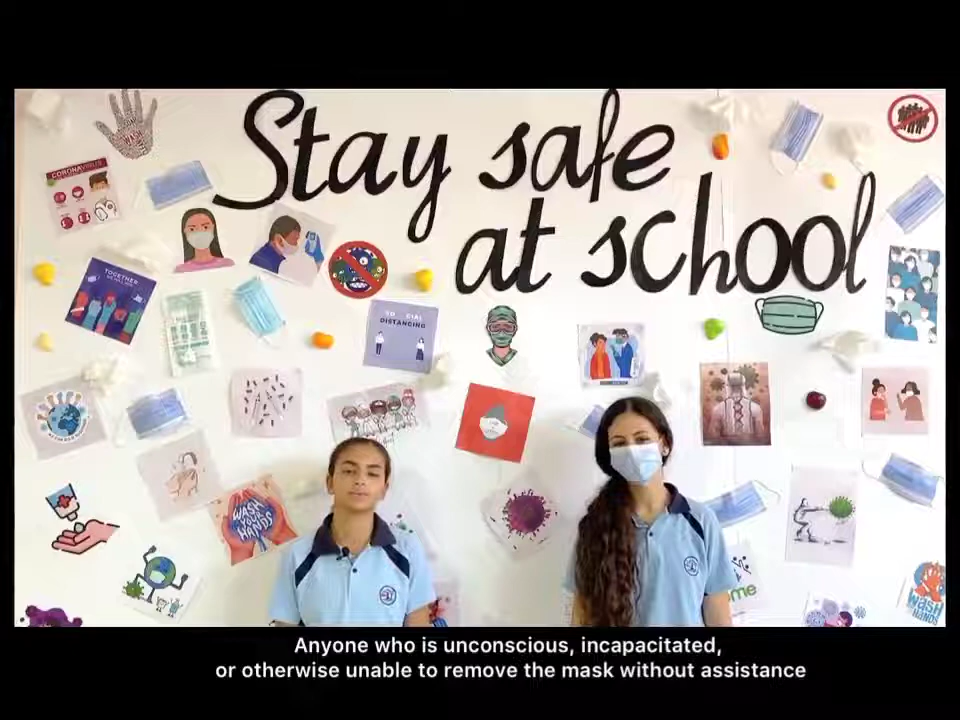 Stay safe
at school
CORONAVIRUS
TOGETHER
DISTANCING
WASH
YOUR
HANDS
WASH
HANDS
Anyone who is unconscious, incapacitated,
or otherwise unable to remove the mask without assistance